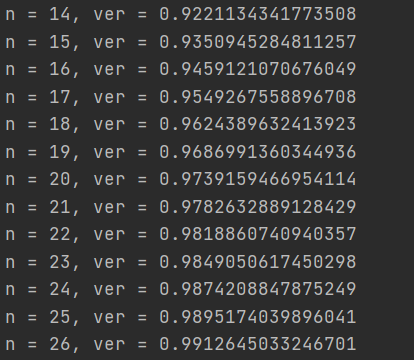 n = 14, ver = 0.9221134341773508
n = 15, ver = 0.9350945284811257
n = 16, ver = 0.9459121070676049
n = 17, ver = 0.9549267558896708
n = 18, ver = 0.9624389632413923
n = 19, ver = 0.9686991360344936
n = 20, ver = 0.9739159466954114
n = 21, ver = 0.9782632889128429
n = 22, ver = 0.9818860740940357
n = 23, ver = 0.9849050617450298
n = 24, ver = 0.9874208847875249
n = 25, ver = 0.9895174039896041
n = 26, ver = 0.9912645033246701